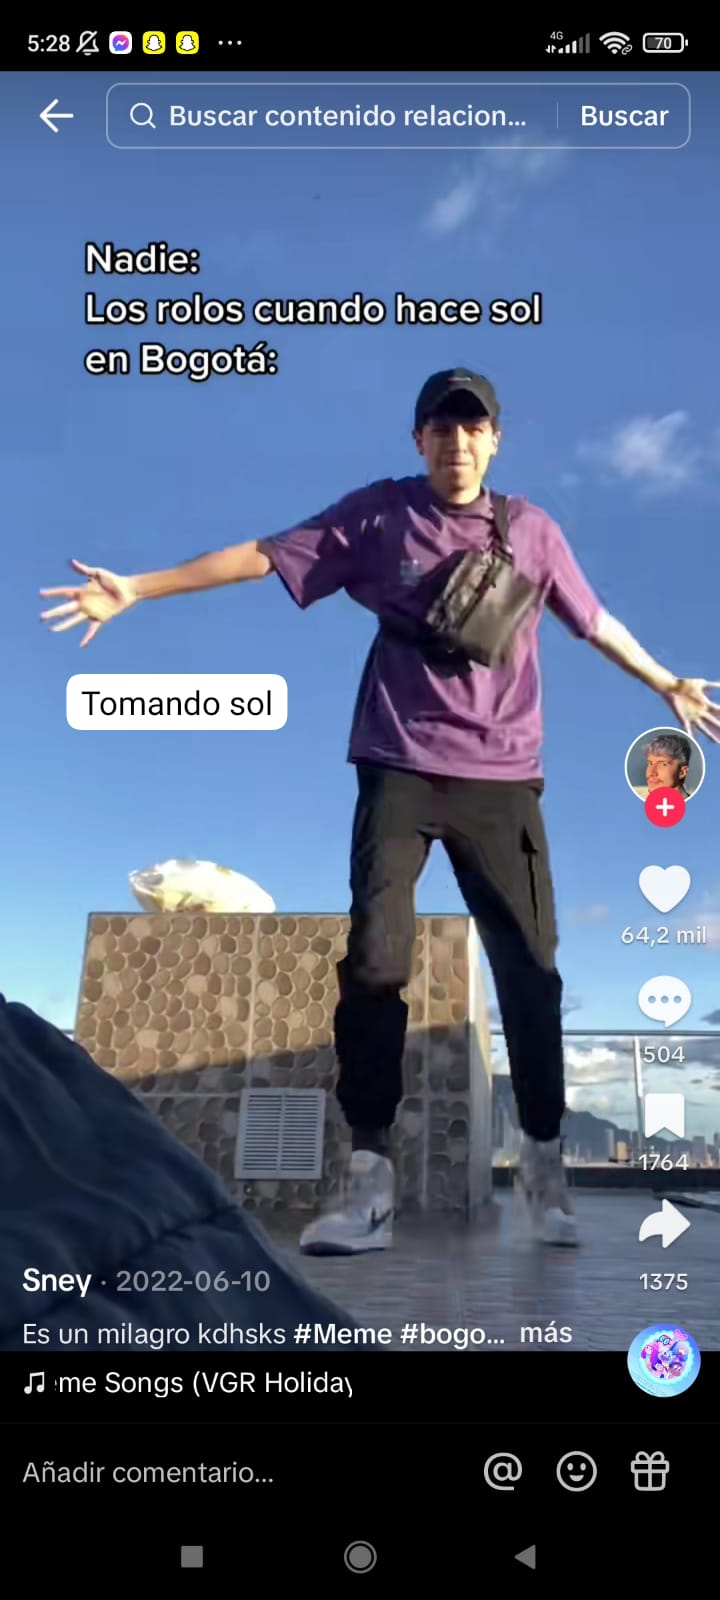 5:28
4G
70
Buscar contenido relacion...
Buscar
Nadie:
Los rolos cuando hace sol
en Bogotá:
Tomando sol
64,2 mil
504
1764
1375
Sney · 2022-06-10
Es un milagro kdhsks #Meme #bogo... más
me Songs (VGR Holiday
Añadir comentario...